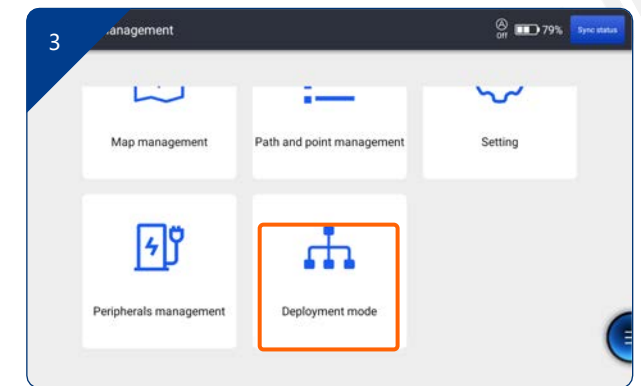 3
anagement
Off 79% Sync status
Map management
Path and point management
Setting
Peripherals management
Deployment mode